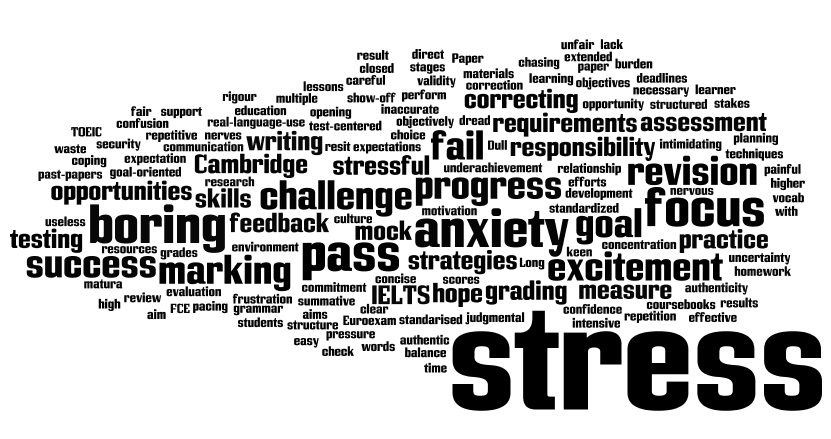 unfair lack
result direct Paper extended
closed stages chasing paper burden
careful validity materials learning objectives deadlines
lessons correction necessary learner
rigour multiple show-off perform correcting opportunity structured stakes
fair support education opening inaccurate
confusion real-language-use test-centered objectively dread requirements assessment
TOEIC repetitive nerves writing choice fail
waste security communication resit expectations Dull responsibility intimidating planning
coping expectation Cambridge stressful relationship techniques
past-papers goal-oriented underachievement revision painful
research efforts higher
opportunities skills challenge progress development nervous vocab
useless boring feedback culture motivation standardized focus with
testing mock anxiety goal
resources grades environment pass keen concentration practice
success marking strategies Long excitement uncertainty
homework
matura concise scores
evaluation commitment IELTS hope grading measure authenticity
high review frustration summative coursebooks results
aim FCE pacing grammar clear confidence
students structure aims Euroexam standarised judgmental intensive repetition effective
easy pressure authentic
check words balance
time stress